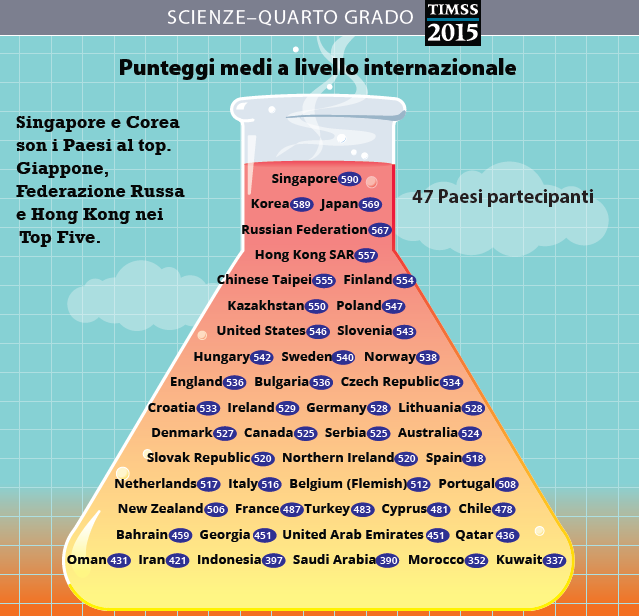 SCIENZE–QUARTO GRADO
TIMSS
2015
Punteggi medi a livello internazionale
Singapore e Corea
son i Paesi al top.
Giappone,
Federazione Russa
e Hong Kong nei
Top Five.
47 Paesi partecipanti
Singapore 590
Korea 589 Japan 569
Russian Federation 567
Hong Kong SAR 557
Chinese Taipei 555 Finland 554
Kazakhstan 550 Poland 547
United States 546 Slovenia 543
Hungary 542 Sweden 540 Norway 538
England 536 Bulgaria 536 Czech Republic 534
Croatia 533 Ireland 529 Germany 528 Lithuania 528
Denmark 527 Canada 525 Serbia 525 Australia 524
Slovak Republic 520 Northern Ireland 520 Spain 518
Netherlands 517 Italy 516 Belgium (Flemish) 512 Portugal 508
New Zealand 506 France 487 Turkey 483 Cyprus 481 Chile 478
Bahrain 459 Georgia 451 United Arab Emirates 451 Qatar 436
Oman 431 Iran 421 Indonesia 397 Saudi Arabia 390 Morocco 352 Kuwait 337